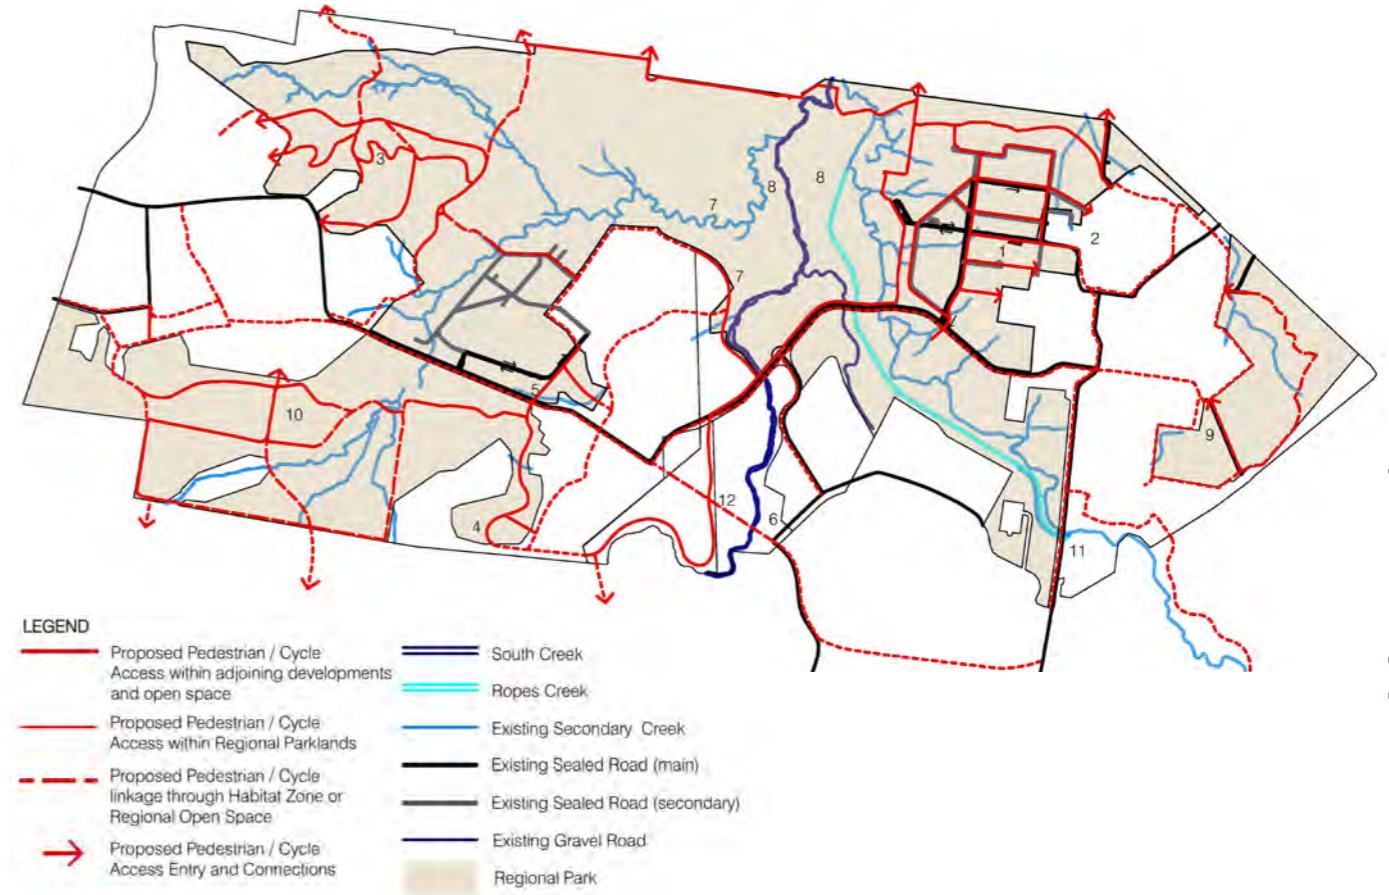 3
8
8
7
7
1
2
5
10
4
12
6
9
11
LEGEND
Proposed Pedestrian / Cycle
Access within adjoining developments
and open space
Proposed Pedestrian / Cycle
Access within Regional Parklands
Proposed Pedestrian / Cycle
linkage through Habitat Zone or
Regional Open Space
Proposed Pedestrian / Cycle
Access Entry and Connections
South Creek
Ropes Creek
Existing Secondary Creek
Existing Sealed Road (main)
Existing Sealed Road (secondary)
Existing Gravel Road
Regional Park